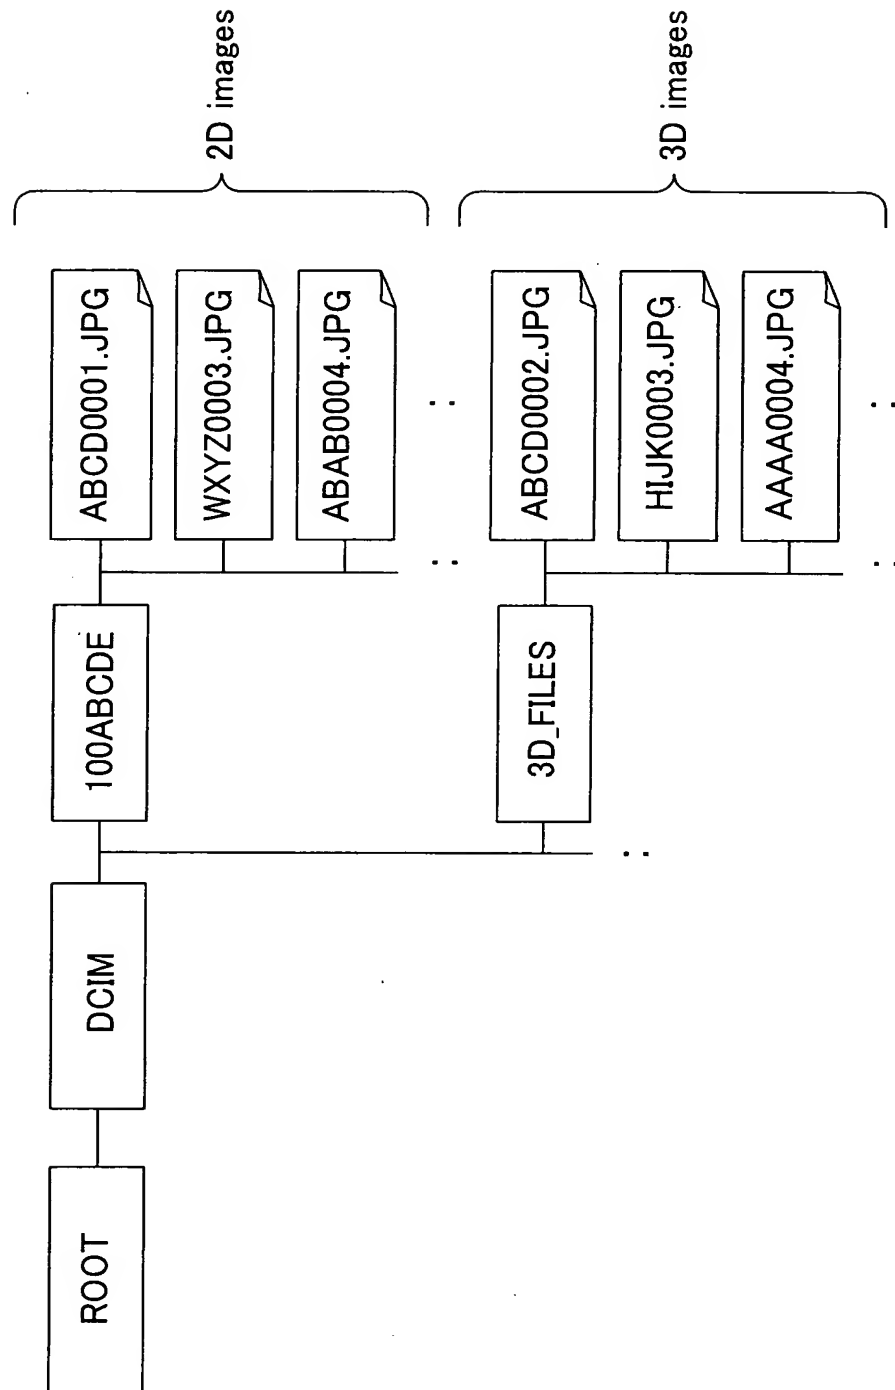 ROOT
DCIM
100ABCDE
ABCD0001.JPG
WXYZ0003.JPG
ABAB0004.JPG
2D images
3D_FILES
ABCD0002.JPG
HIJK0003.JPG
AAAA0004.JPG
3D images